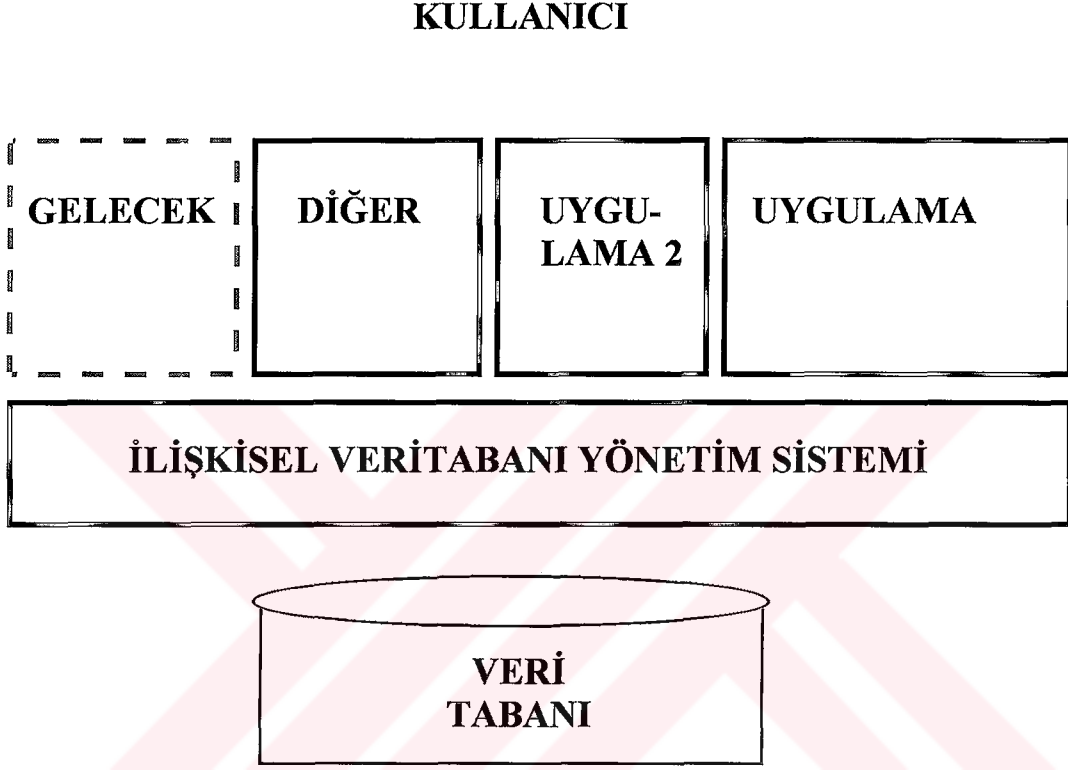 KULLANICI
GELECEK
DİĞER
UYGU-
LAMA 2
UYGULAMA
İLİŞKİSEL VERİTABANI YÖNETİM SİSTEMİ
VERİ
TABANI